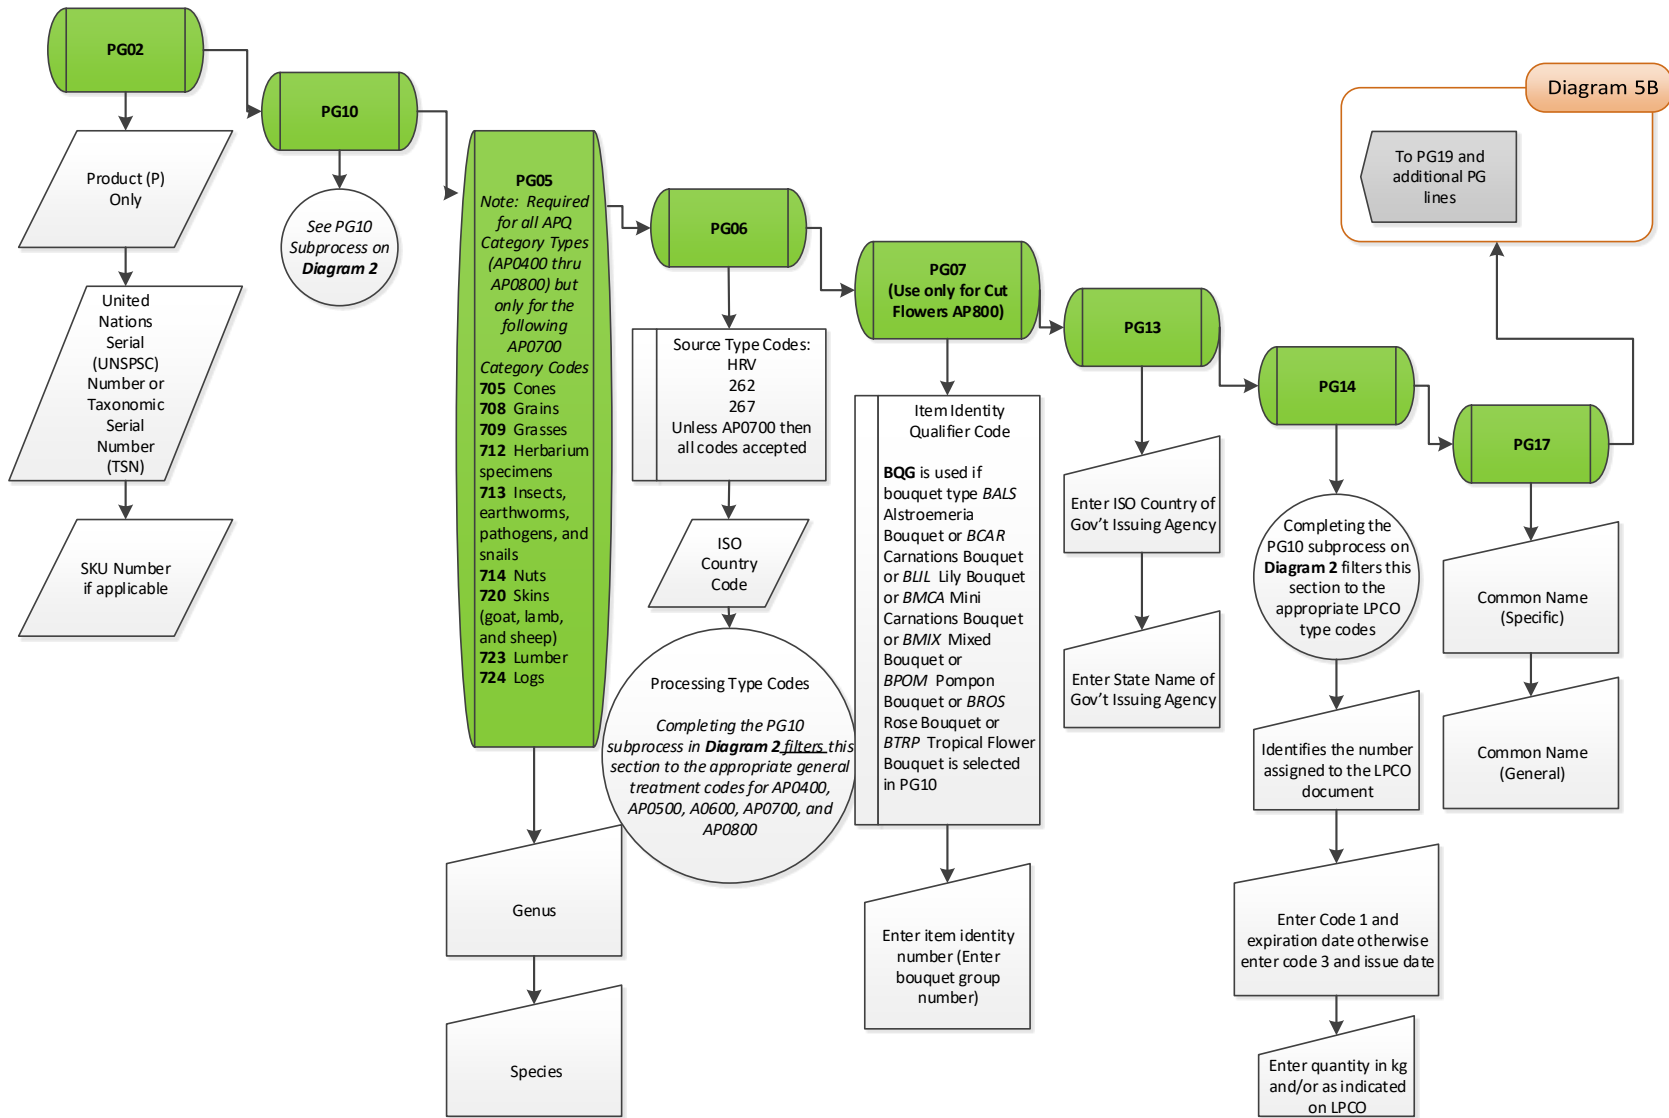 PG02
Product (P)
Only
United
Nations
Serial
(UNSPSC)
Number or
Taxonomic
Serial
Number
(TSN)
SKU Number
if applicable
PG10
See PG10
Subprocess on
Diagram 2
PG05
Note: Required
for all APQ
Category Types
(AP0400 thru
AP0800) but
only for the
following
AP0700
Category Codes
705 Cones
708 Grains
709 Grasses
712 Herbarium
specimens
713 Insects,
earthworms,
pathogens, and
snails
714 Nuts
720 Skins
(goat, lamb,
and sheep)
723 Lumber
724 Logs
Genus
Species
PG06
Source Type Codes:
HRV
262
267
Unless AP0700 then
all codes accepted
ISO
Country
Code
Processing Type Codes
Completing the PG10
subprocess in Diagram 2 filters this
section to the appropriate general
treatment codes for AP0400,
AP0500, A0600, AP0700, and
AP0800
PG07
(Use only for Cut
Flowers AP800)
Item Identity
Qualifier Code
BQG is used if
bouquet type BALS
Alstroemeria
Bouquet or BCAR
Carnations Bouquet
or BLIL Lily Bouquet
or BMCA Mini
Carnations Bouquet
or BMIX Mixed
Bouquet or
BPOM Pompon
Bouquet or BROS
Rose Bouquet or
BTRP Tropical Flower
Bouquet is selected
in PG10
Enter item identity
number (Enter
bouquet group
number)
PG13
Enter ISO Country of
Gov't Issuing Agency
Enter State Name of
Gov't Issuing Agency
PG14
Completing the
PG10 subprocess on
Diagram 2 filters this
section to the
appropriate LPCO
type codes
Identifies the number
assigned to the LPCO
document
Enter Code 1 and
expiration date otherwise
enter code 3 and issue date
Enter quantity in kg
and/or as indicated
on LPCO
PG17
Common Name
(Specific)
Common Name
(General)
Diagram 5B
To PG19 and
additional PG
lines